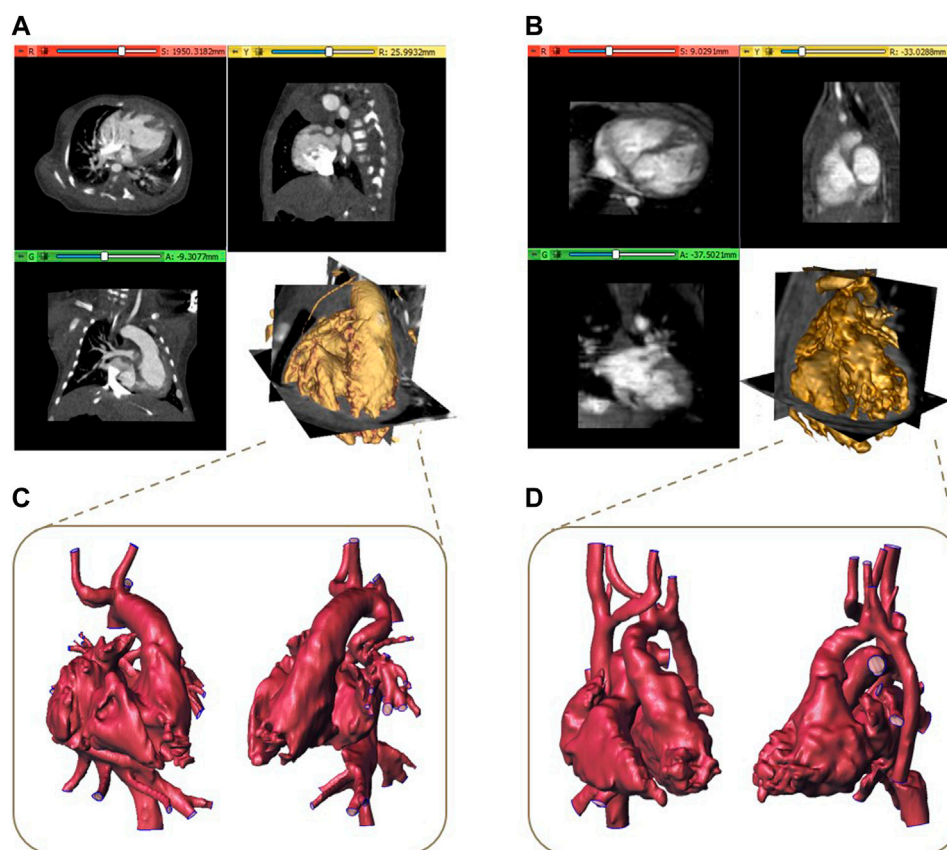 A
B
R S: 1950.3182mm
Y R: 25.9932mm
R S: 9.0291mm
Y R: -33.0288mm
G A: -9.3077mm
G A: -37.5021mm
C
D